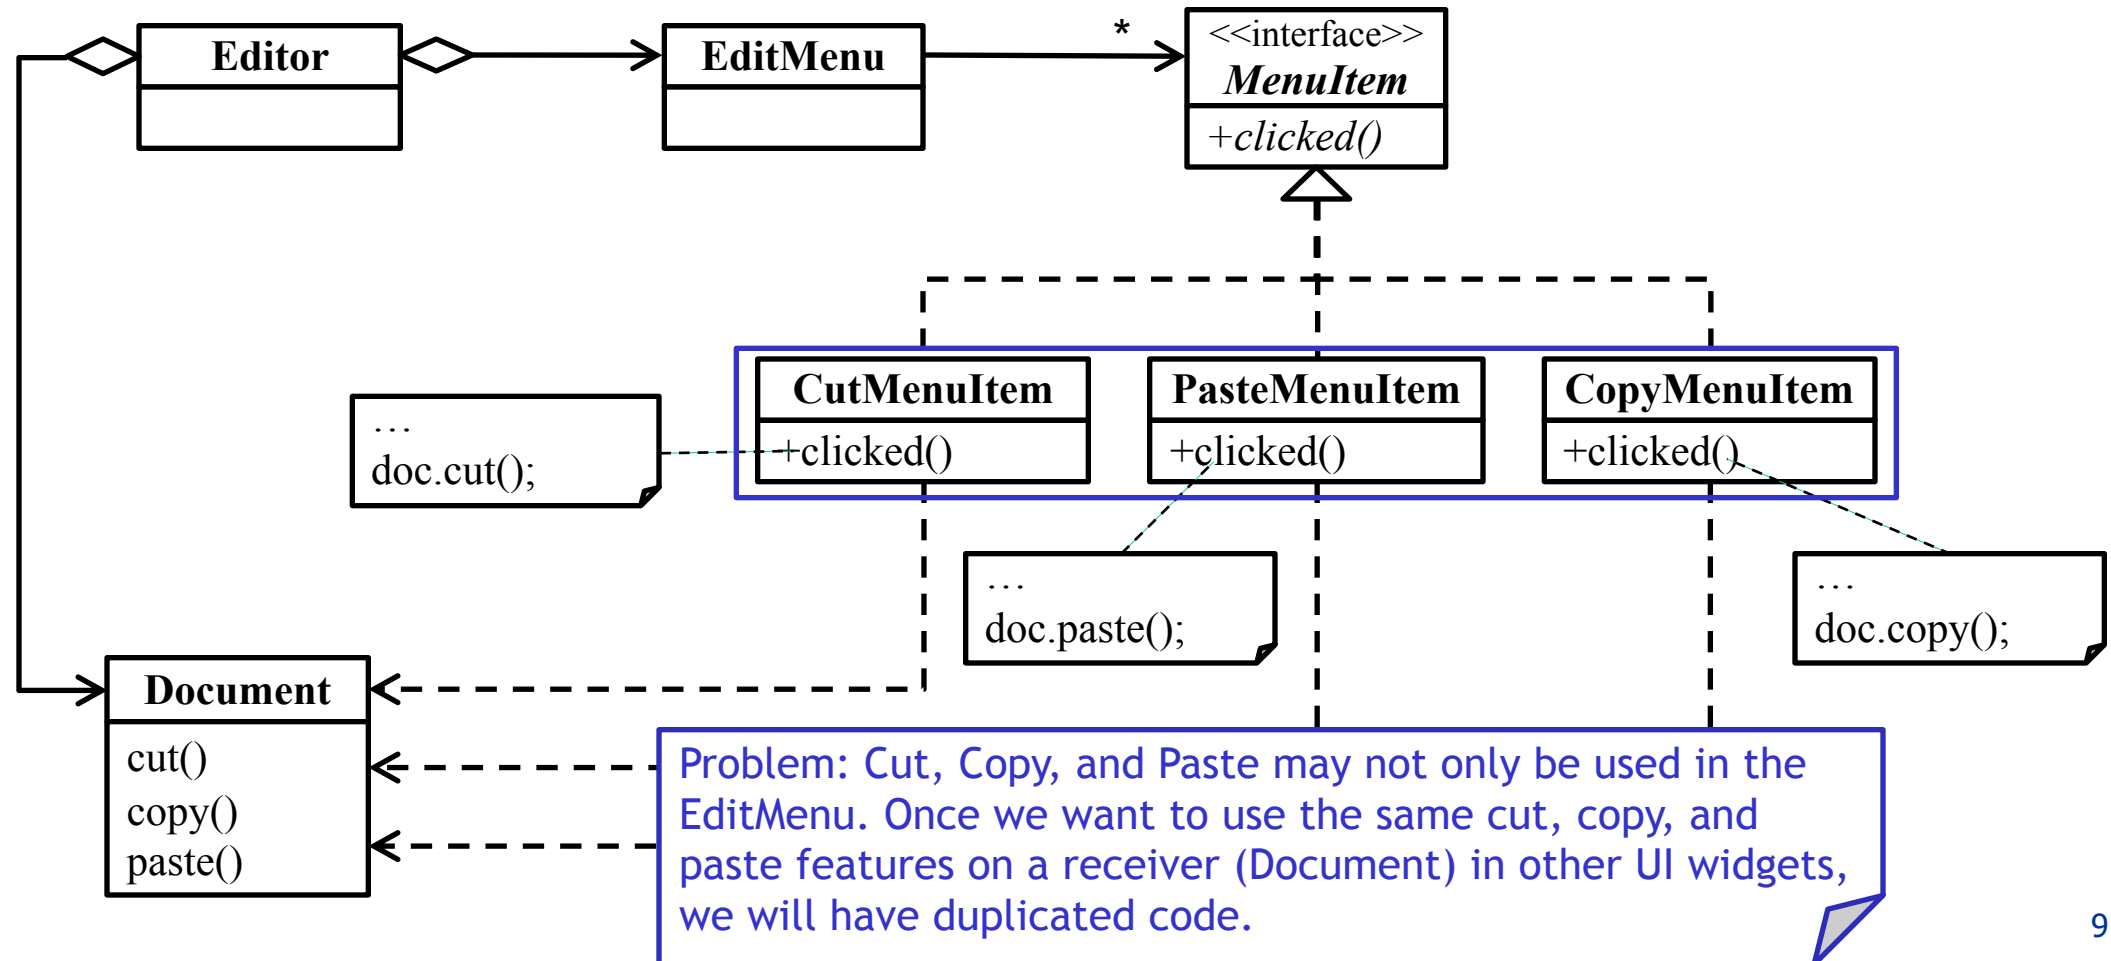 Editor
EditMenu
*
<<interface>>
MenuItem
+clicked()
CutMenuItem
+clicked()
PasteMenuItem
+clicked()
CopyMenuItem
+clicked()
…
doc.cut();
…
doc.paste();
…
doc.copy();
Document
cut()
copy()
paste()
Problem: Cut, Copy, and Paste may not only be used in the
EditMenu. Once we want to use the same cut, copy, and
paste features on a receiver (Document) in other UI widgets,
we will have duplicated code.
9